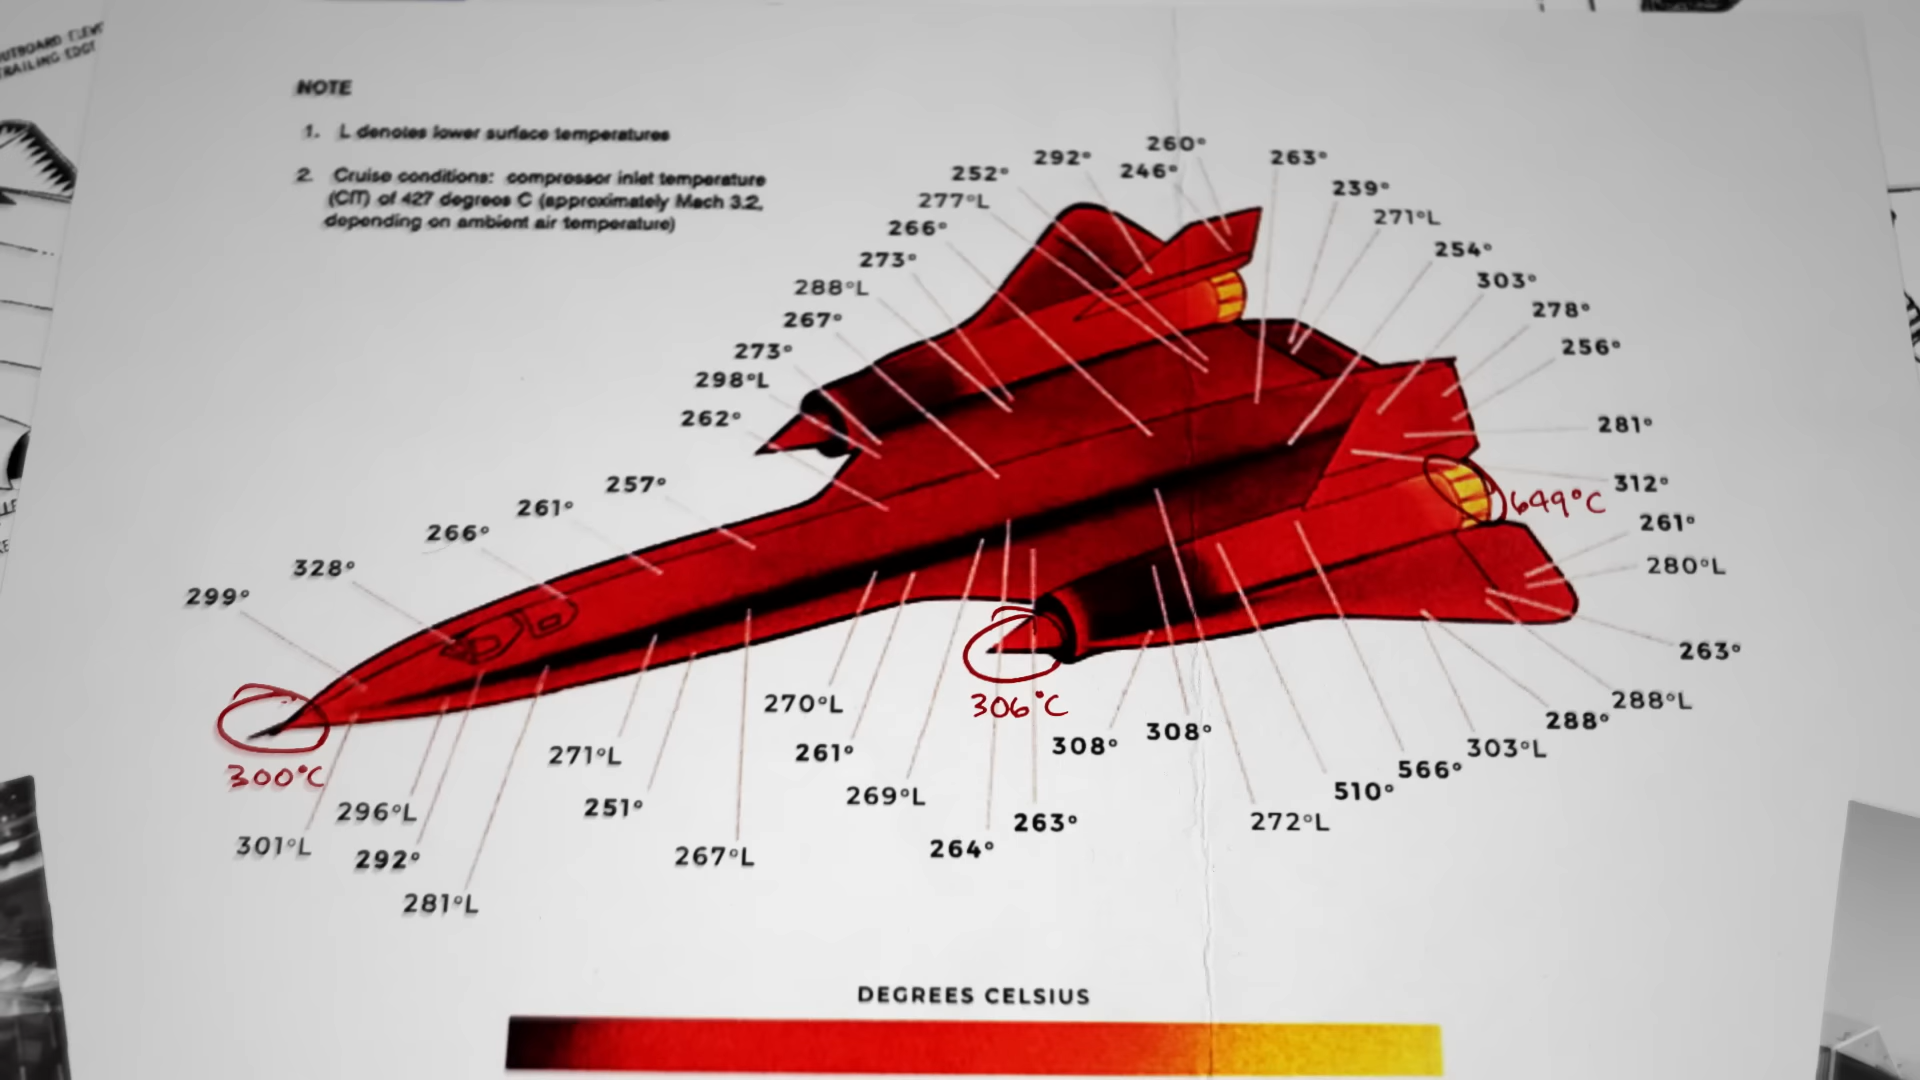 OUTBOARD ELEV
TRAILING EDGE
NOTE
1. L denotes lower surface temperatures
2. Cruise conditions: compressor inlet temperature
(CIT) of 427 degrees C (approximately Mach 3.2,
depending on ambient air temperature)
260°
292°
246°
263°
252°
239°
277°L
271°L
266°
254°
273°
303°
288°L
278°
267°
256°
273°
298°L
262°
281°
257°
312°
649°C
261°
261°
266°
280°L
328°
299°
263°
270°L
306°C
288°L
288°
308°
308°
303°L
271°L
261°
566°
300°C
510°
296°L
251°
269°L
263°
272°L
301°L
292°
267°L
264°
281°L
DEGREES CELSIUS